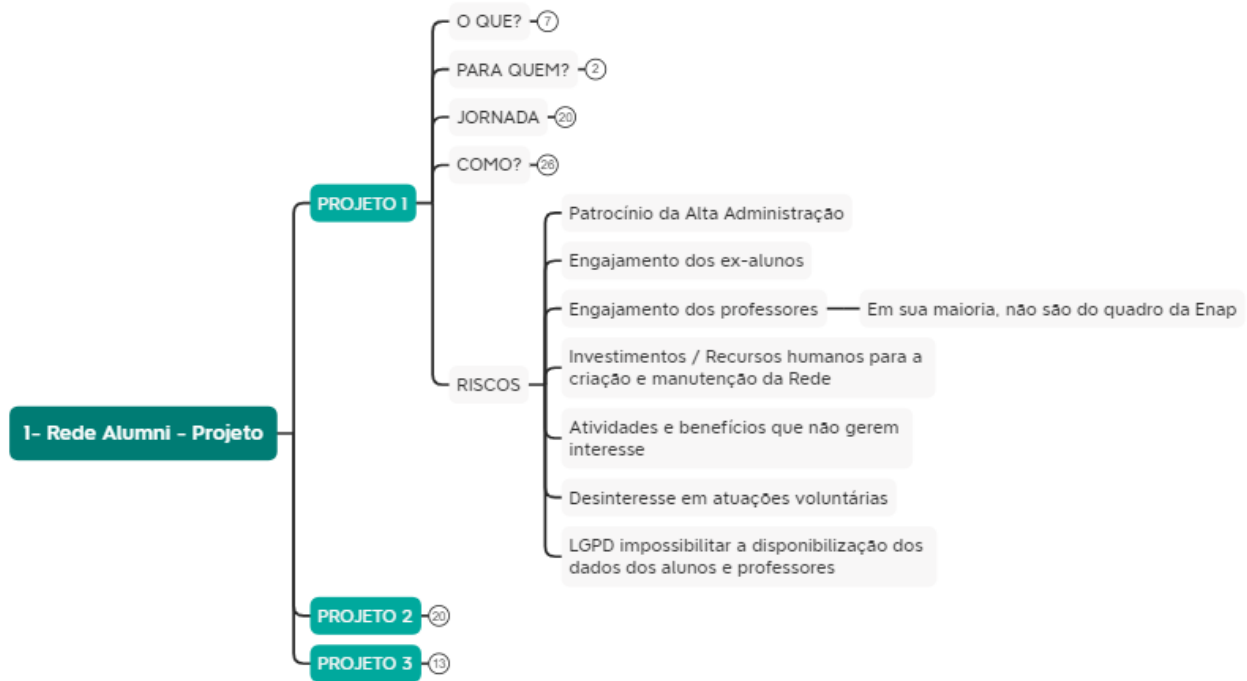 O QUE? 7
PARA QUEM? 2
JORNADA 20
COMO? 26
PROJETO 1
Patrocínio da Alta Administração
Engajamento dos ex-alunos
Engajamento dos professores
Em sua maioria, não são do quadro da Enap
Investimentos / Recursos humanos para a
criação e manutenção da Rede
RISCOS
Atividades e benefícios que não gerem
interesse
1- Rede Alumni - Projeto
Desinteresse em atuações voluntárias
LGPD impossibilitar a disponibilização dos
dados dos alunos e professores
PROJETO 2 20
PROJETO 3 13